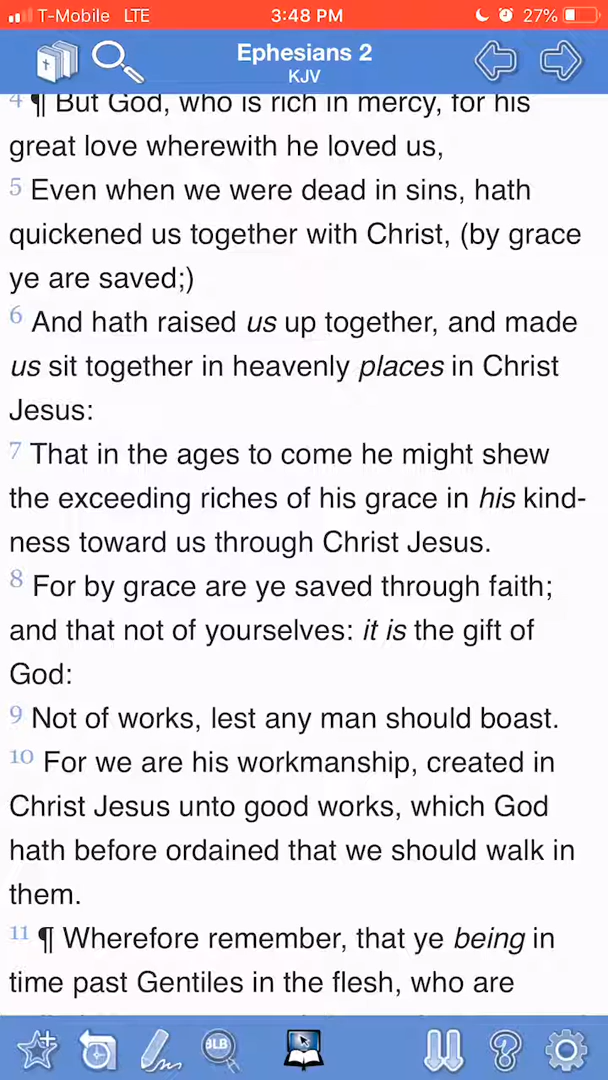 T-Mobile LTE 3:48 PM 27%
Ephesians 2
KJV
4 ¶ But God, who is rich in mercy, for his
great love wherewith he loved us,
5 Even when we were dead in sins, hath
quickened us together with Christ, (by grace
ye are saved;)
6 And hath raised us up together, and made
us sit together in heavenly places in Christ
Jesus:
7 That in the ages to come he might shew
the exceeding riches of his grace in his kind-
ness toward us through Christ Jesus.
8 For by grace are ye saved through faith;
and that not of yourselves: it is the gift of
God:
9 Not of works, lest any man should boast.
10 For we are his workmanship, created in
Christ Jesus unto good works, which God
hath before ordained that we should walk in
them.
11 ¶ Wherefore remember, that ye being in
time past Gentiles in the flesh, who are
BLB